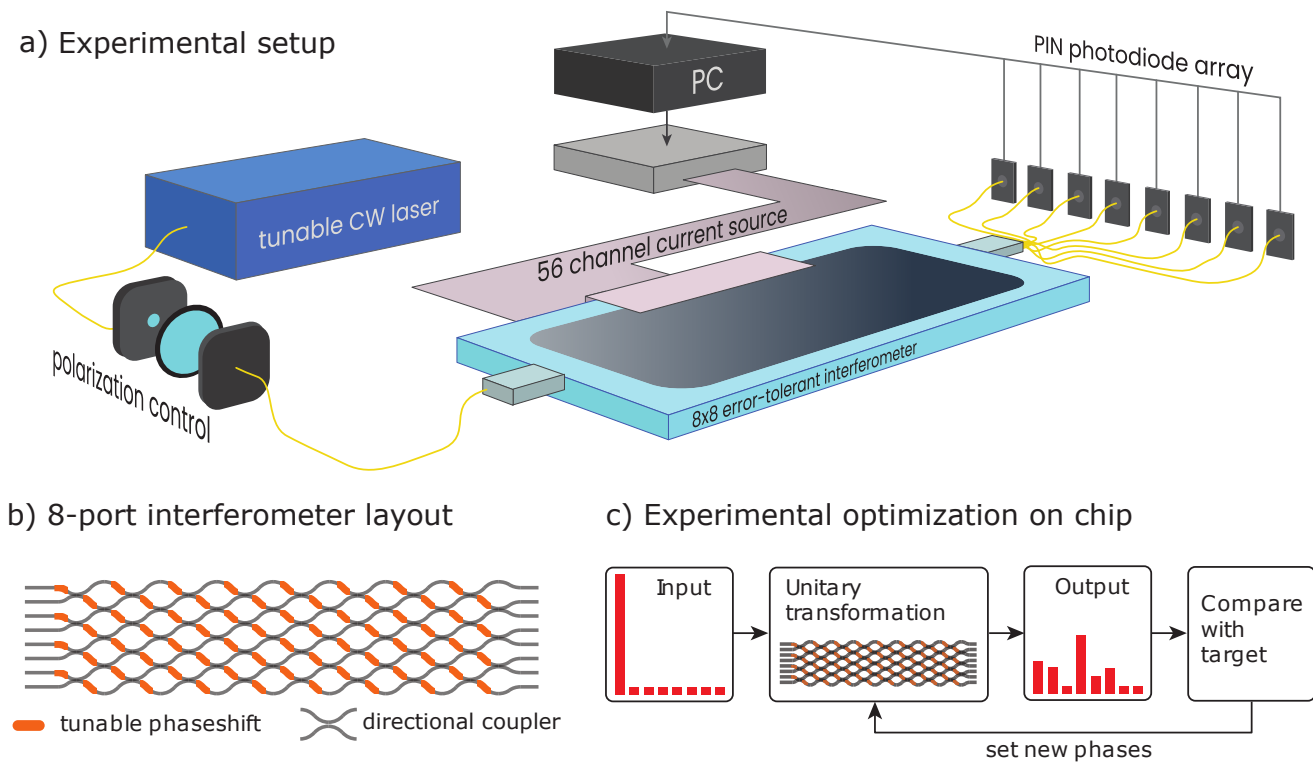 a) Experimental setup
PC
PIN photodiode array
tunable CW laser
56 channel current source
polarization control
8x8 error-tolerant interferometer
b) 8-port interferometer layout
tunable phaseshift
directional coupler
c) Experimental optimization on chip
Input
Unitary
transformation
Output
Compare
with
target
set new phases